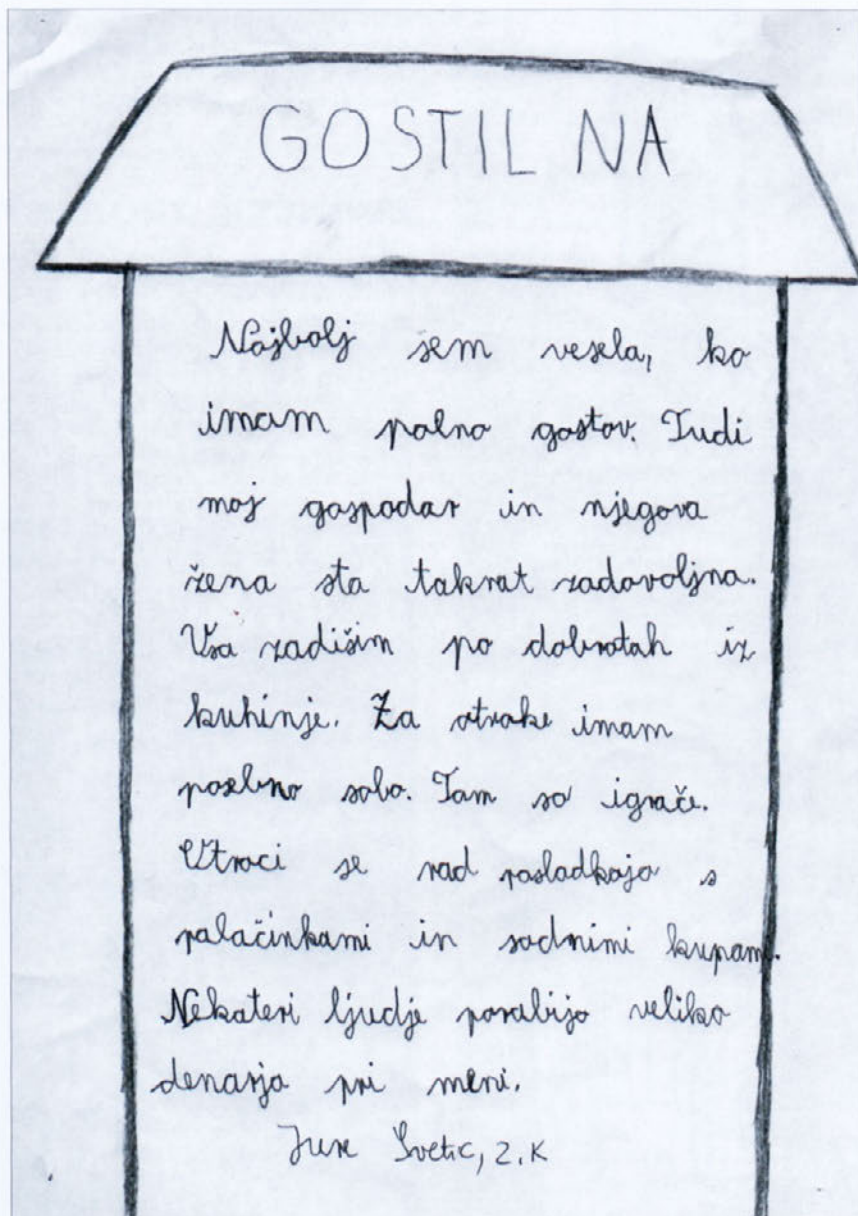 GOSTILNA
Najbolj sem vesela, ko
imam polno gostov. Tudi
moj gospodar in njegova
žena sta takrat zadovoljna.
Vsa zadišim po dobrotah iz
kuhinje. Za otroke imam
posebno sobo. Tam so igrače.
Otroci se rad posladkajo s
palačinkami in sadnimi kupam.
Nekateri ljudje porabijo veliko
denarja pri meni.
Jure Svetic, 2.K